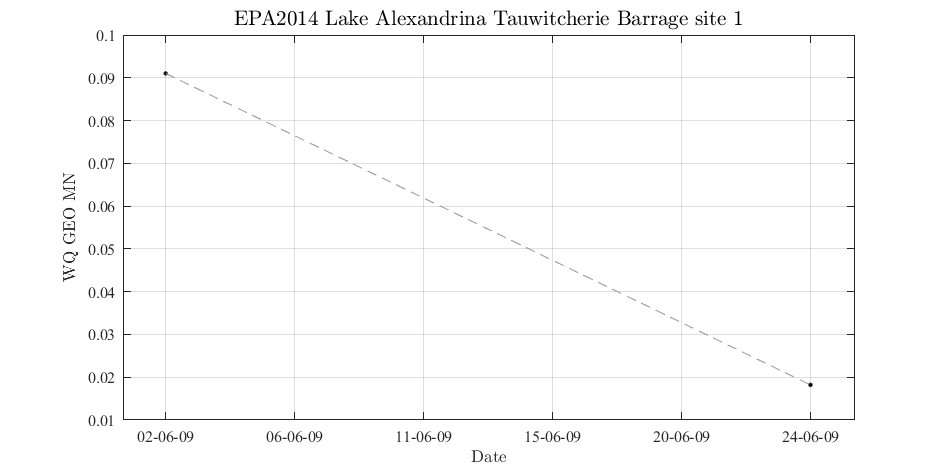 EPA2014 Lake Alexandrina Tauwitcherie Barrage site 1
WQ GEO MN
0.1
0.09
0.08
0.07
0.06
0.05
0.04
0.03
0.02
0.01
02-06-09 06-06-09 11-06-09 15-06-09 20-06-09 24-06-09
Date